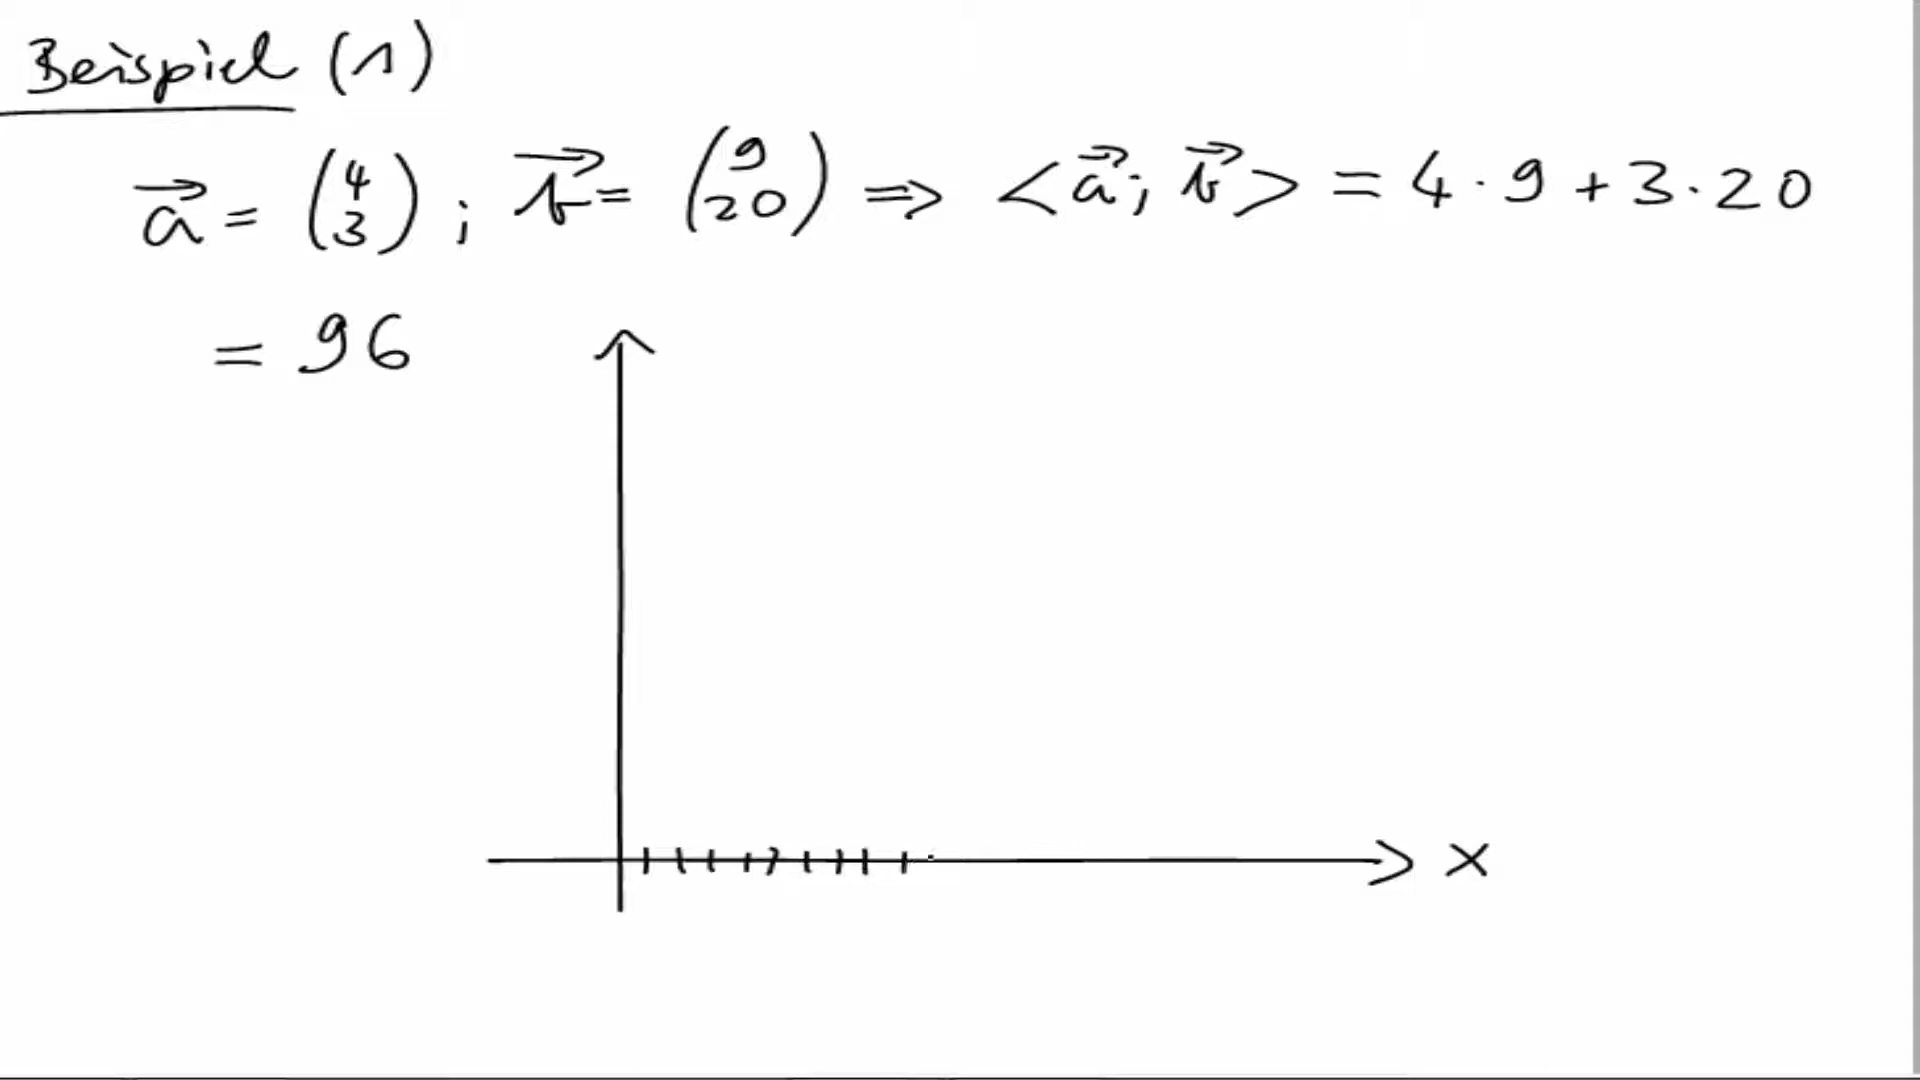 Beispiel (1)
a⃗ = (4 3) ; b⃗ = (9 20) ⇒ <a⃗; b⃗> = 4 · 9 + 3 · 20
= 96
x